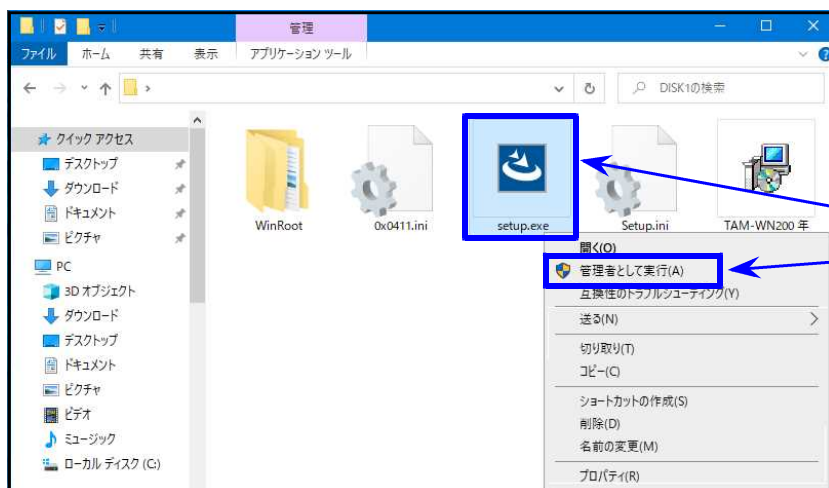 管理
ファイル ホーム 共有 表示 アプリケーション ツール
DISK1の検索
クイック アクセス
デスクトップ
ダウンロード
ドキュメント
ピクチャ
PC
3D オブジェクト
ダウンロード
デスクトップ
ドキュメント
ピクチャ
ビデオ
ミュージック
ローカル ディスク (C:)
WinRoot 0x0411.ini setup.exe Setup.ini TAM-WN200 年
開く(O)
管理者として実行(A)
互換性のトラブルシューティング(Y)
送る(N)
切り取り(T)
コピー(C)
ショートカットの作成(S)
削除(D)
名前の変更(M)
プロパティ(R)